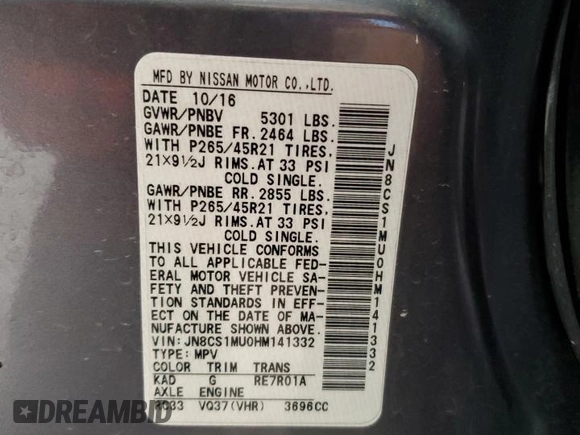 MFD BY NISSAN MOTOR CO.,LTD.
DATE 10/16
GVWR/PNBV 5301 LBS.
GAWR/PNBE FR. 2464 LBS.
WITH P265/45R21 TIRES,
21X9½J RIMS.AT 33 PSI
COLD SINGLE.
GAWR/PNBE RR. 2855 LBS.
WITH P265/45R21 TIRES,
21X9½J RIMS.AT 33 PSI
COLD SINGLE.
THIS VEHICLE CONFORMS
TO ALL APPLICABLE FED-
ERAL MOTOR VEHICLE SA-
FETY AND THEFT PREVEN-
TION STANDARDS IN EFF-
ECT ON THE DATE OF MA-
NUFACTURE SHOWN ABOVE.
VIN: JN8CS1MU0HM141332
TYPE: MPV
COLOR TRIM TRANS
KAD G RE7R01A
AXLE ENGINE
VQ37(VHR) 3696CC
JN8CS1MU0HM141332
DREAMBID
.COM